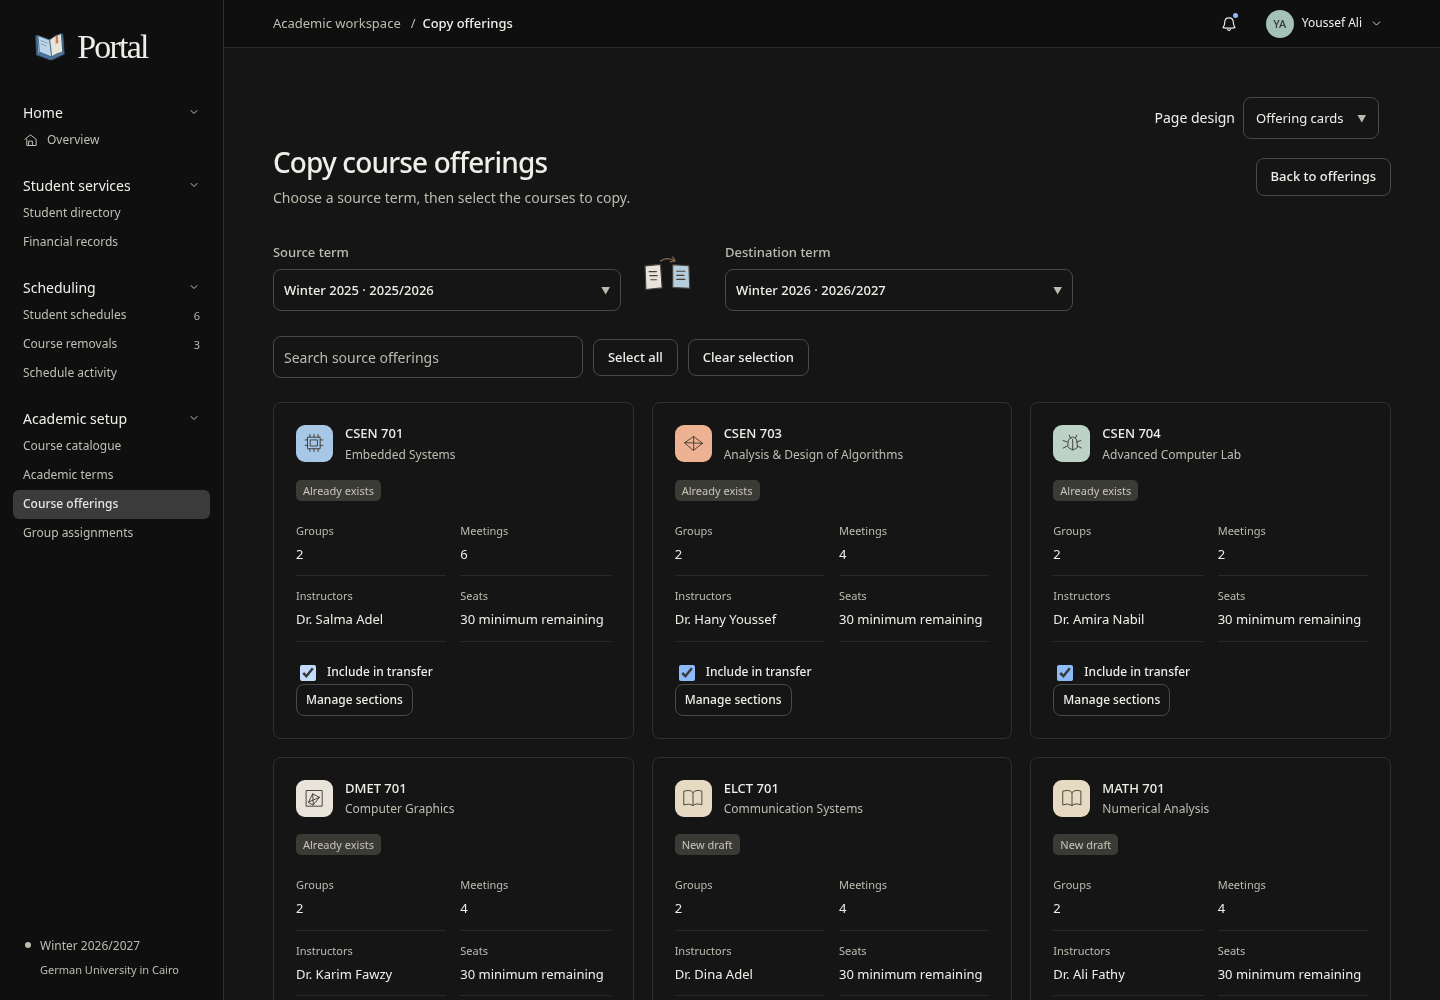 Portal
Home
Overview
Student services
Student directory
Financial records
Scheduling
Student schedules 6
Course removals 3
Schedule activity
Academic setup
Course catalogue
Academic terms
Course offerings
Group assignments
Winter 2026/2027
German University in Cairo
Academic workspace / Copy offerings
YA Youssef Ali
Page design Offering cards
Copy course offerings
Choose a source term, then select the courses to copy.
Back to offerings
Source term
Winter 2025 · 2025/2026
Destination term
Winter 2026 · 2026/2027
Search source offerings Select all Clear selection
CSEN 701
Embedded Systems
Already exists
Groups Meetings
2 6
Instructors Seats
Dr. Salma Adel 30 minimum remaining
Include in transfer
Manage sections
CSEN 703
Analysis & Design of Algorithms
Already exists
Groups Meetings
2 4
Instructors Seats
Dr. Hany Youssef 30 minimum remaining
Include in transfer
Manage sections
CSEN 704
Advanced Computer Lab
Already exists
Groups Meetings
2 2
Instructors Seats
Dr. Amira Nabil 30 minimum remaining
Include in transfer
Manage sections
DMET 701
Computer Graphics
Already exists
Groups Meetings
2 4
Instructors Seats
Dr. Karim Fawzy 30 minimum remaining
ELCT 701
Communication Systems
New draft
Groups Meetings
2 4
Instructors Seats
Dr. Dina Adel 30 minimum remaining
MATH 701
Numerical Analysis
New draft
Groups Meetings
2 4
Instructors Seats
Dr. Ali Fathy 30 minimum remaining